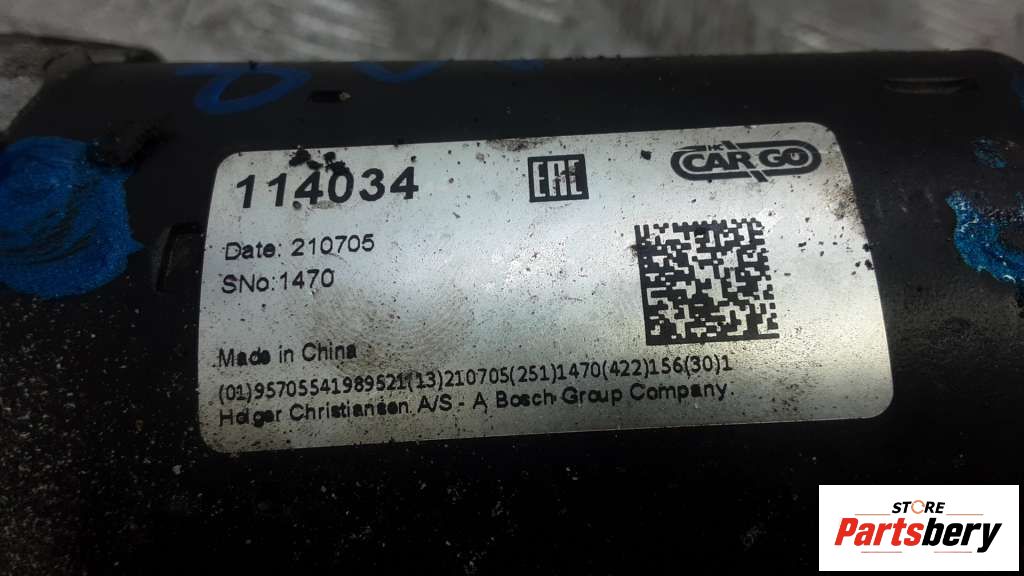 114034
EAC
HC
CARGO
Date: 210705
SNo:1470
Made in China
(01)95705541989521(13)210705(251)1470(422)156(30)1
Holger Christiansen A/S - A Bosch Group Company
STORE
Partsbery